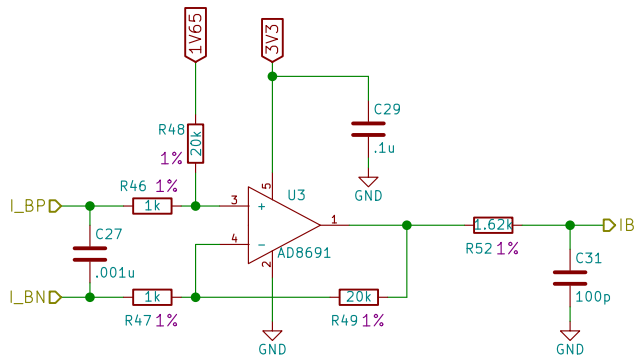 1V65
3V3
C29
.1u
GND
R48
20k
1%
R46 1%
1k
I_BP
3
+
5
U3
1
4
-
2
AD8691
C27
.001u
I_BN
1k
R47 1%
20k
R49 1%
GND
1.62k
R52 1%
IB
C31
100p
GND